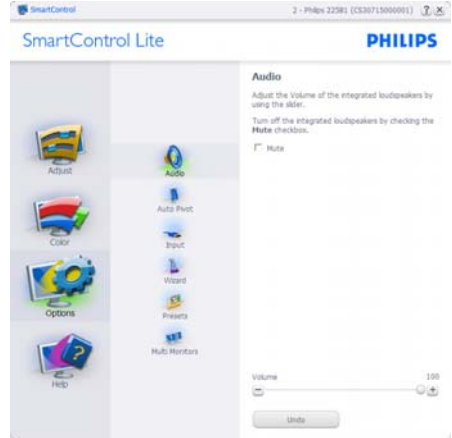 SmartControl
2 - Philips 225B1 (CS30715000001)
SmartControl Lite
PHILIPS
Adjust
Color
Options
Help
Audio
Auto Pivot
Input
Wizard
Presets
Multi Monitors
Audio
Adjust the Volume of the integrated loudspeakers by
using the slider.
Turn off the integrated loudspeakers by checking the
Mute checkbox.
Mute
Volume 100
Undo